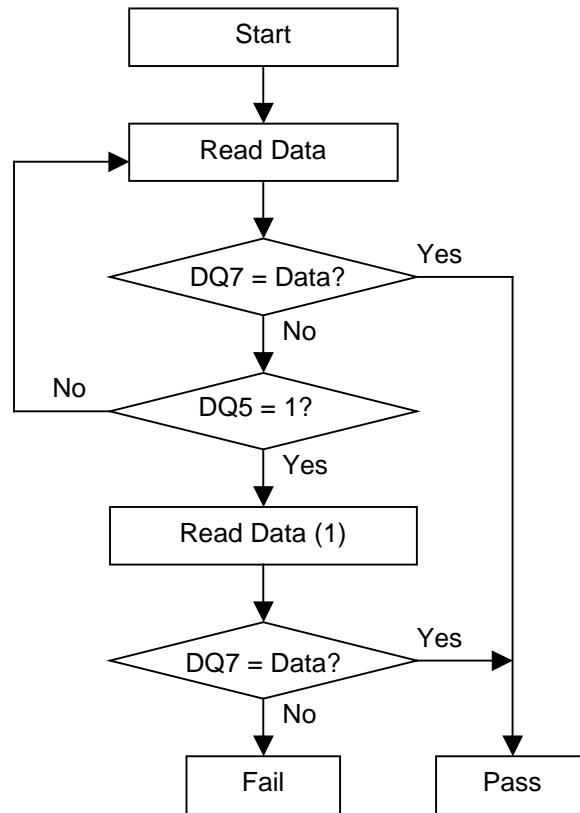 Start
Read Data
DQ7 = Data?
Yes
No
DQ5 = 1?
No
Yes
Read Data (1)
DQ7 = Data?
Yes
No
Fail
Pass